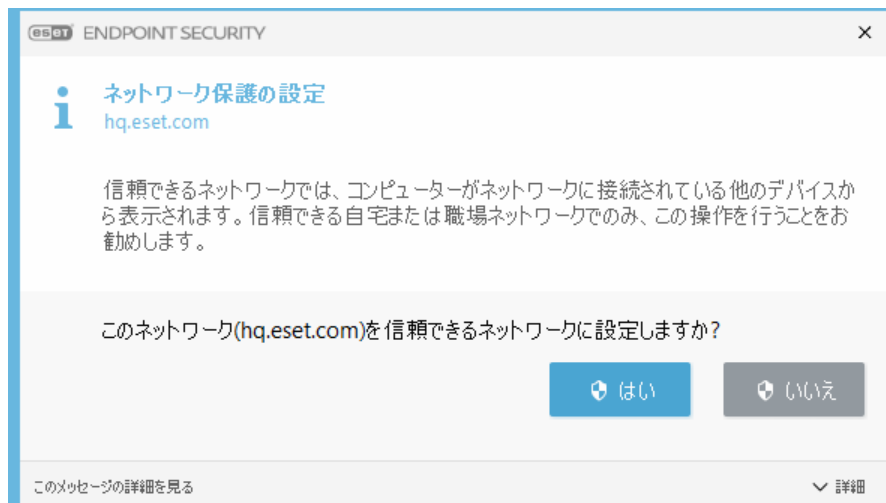 eset ENDPOINT SECURITY
ネットワーク保護の設定
hq.eset.com
信頼できるネットワークでは、コンピューターがネットワークに接続されている他のデバイスか
ら表示されます。信頼できる自宅または職場ネットワークでのみ、この操作を行うことをお
勧めします。
このネットワーク(hq.eset.com)を信頼できるネットワークに設定しますか?
はい
いいえ
このメッセージの詳細を見る
詳細